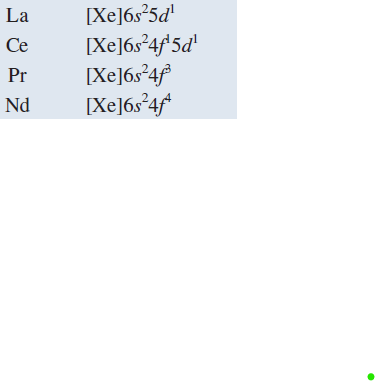 La [Xe]6s²5d¹
Ce [Xe]6s²4f¹5d¹
Pr [Xe]6s²4f³
Nd [Xe]6s²4f⁴